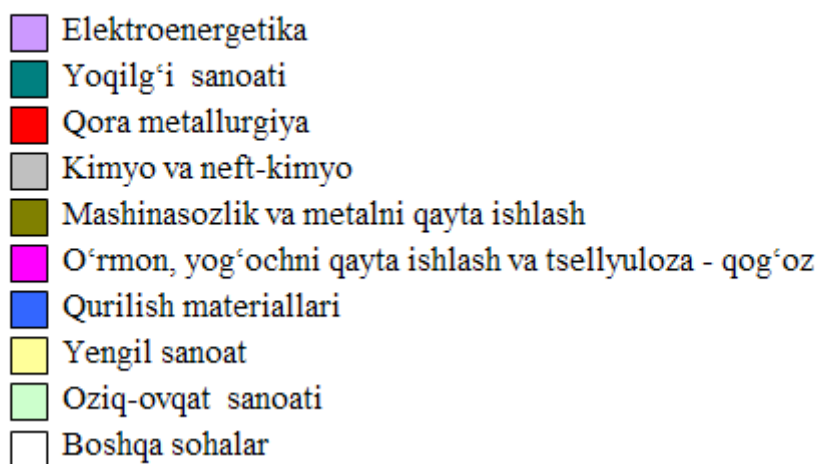 Elektroenergetika
Yoqilg‘i sanoati
Qora metallurgiya
Kimyo va neft-kimyo
Mashinasozlik va metalni qayta ishlash
O‘rmon, yog‘ochni qayta ishlash va tsellyuloza - qog‘oz
Qurilish materiallari
Yengil sanoat
Oziq-ovqat sanoati
Boshqa sohalar